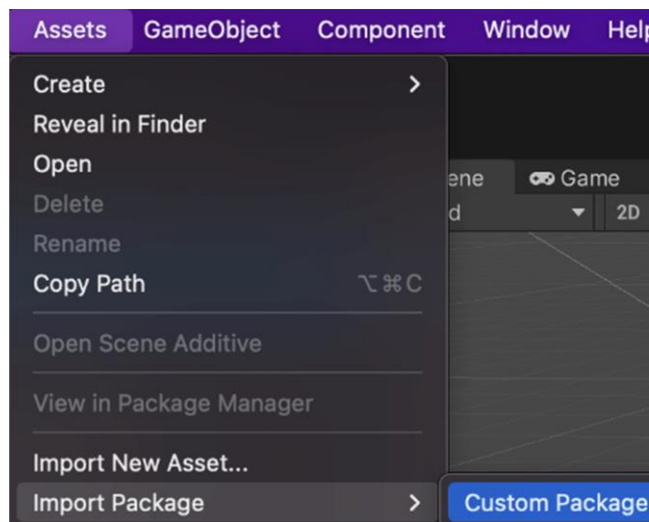 Assets GameObject Component Window Help
Create
Reveal in Finder
Open
ene Game
Delete
d 2D
Rename
Copy Path ⌥⌘C
Open Scene Additive
View in Package Manager
Import New Asset...
Import Package Custom Package